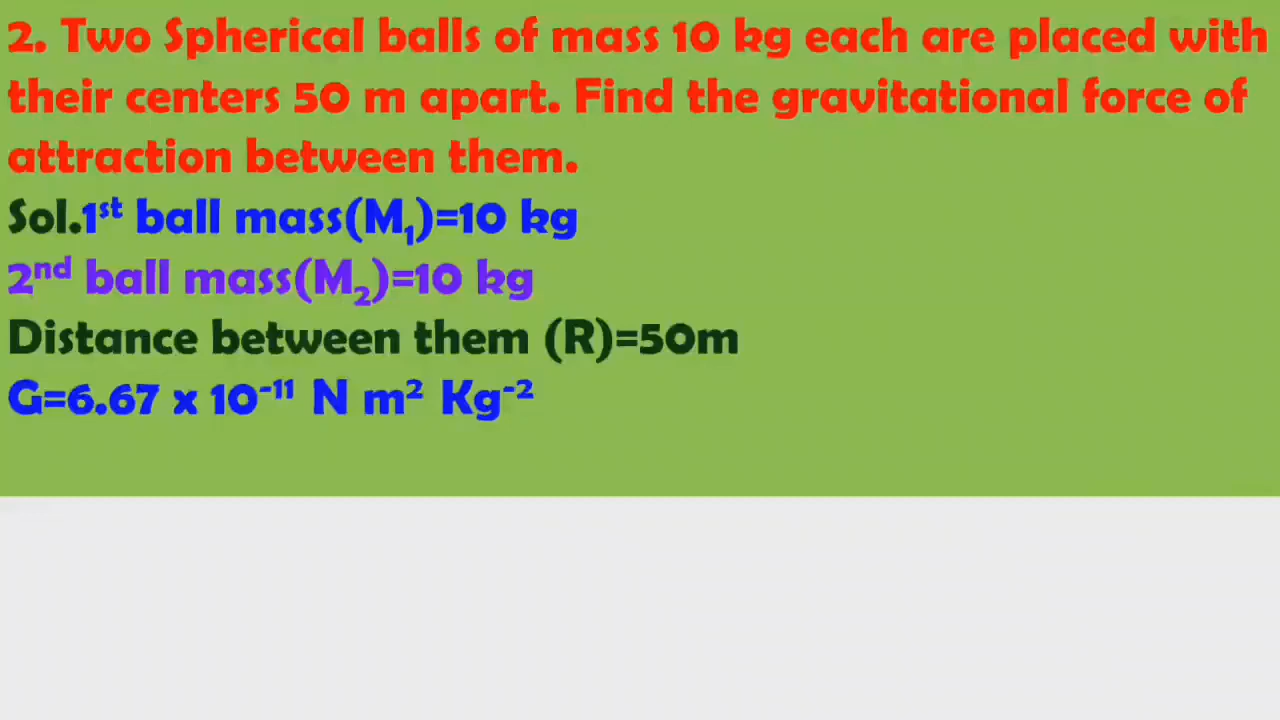 2. Two Spherical balls of mass 10 kg each are placed with
their centers 50 m apart. Find the gravitational force of
attraction between them.
Sol.1ˢᵗ ball mass(M₁)=10 kg
2ⁿᵈ ball mass(M₂)=10 kg
Distance between them (R)=50m
G=6.67 x 10⁻¹¹ N m² Kg⁻²